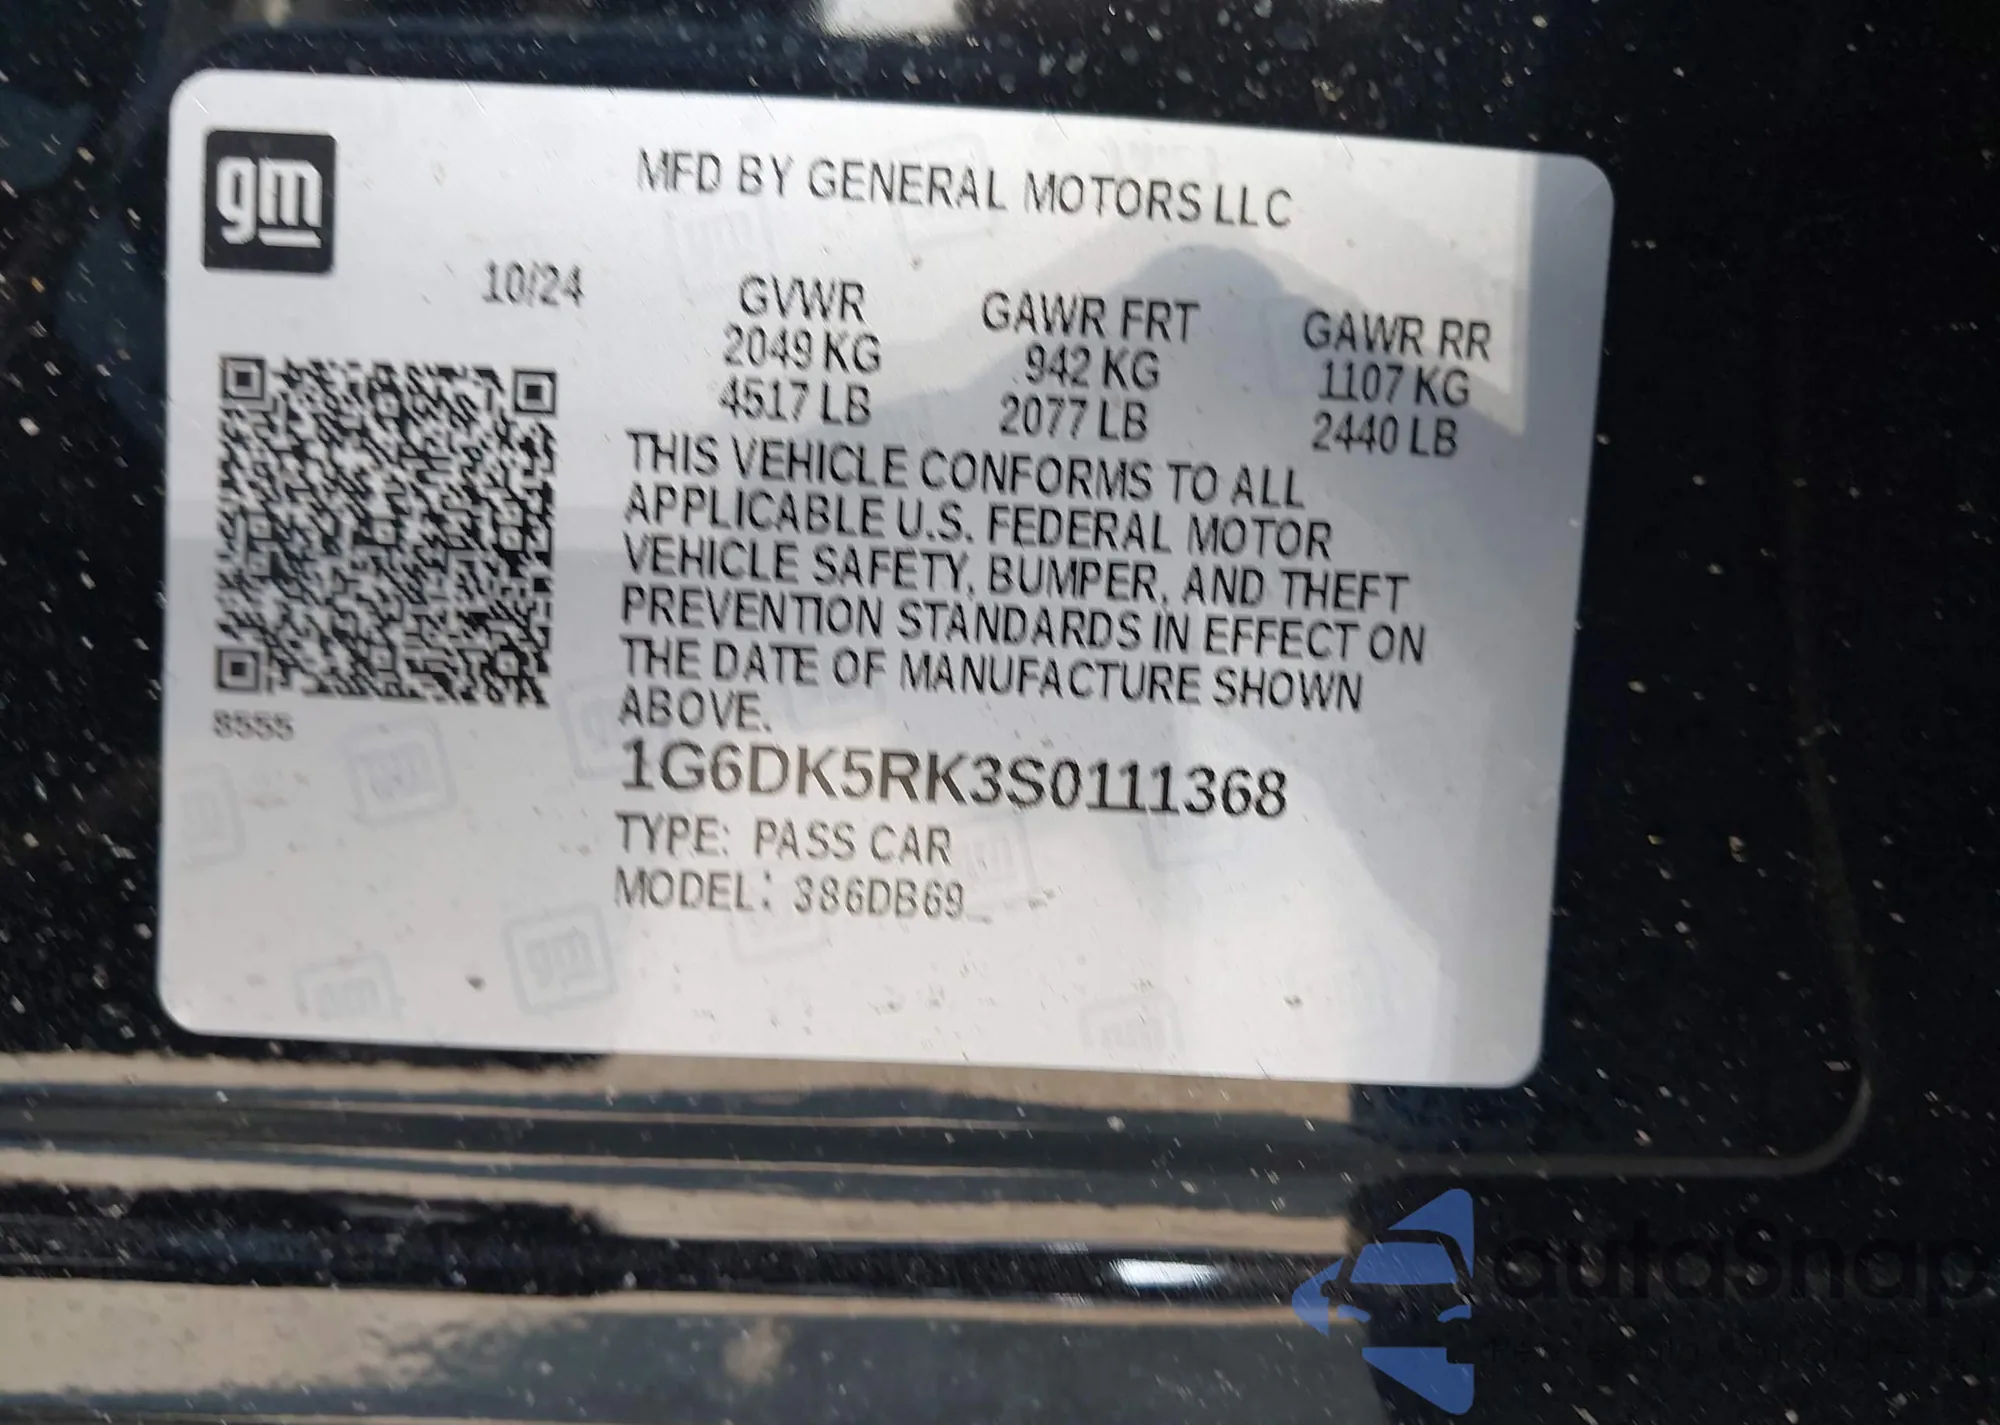 gm
MFD BY GENERAL MOTORS LLC
10/24
GVWR GAWR FRT GAWR RR
2049 KG 942 KG 1107 KG
4517 LB 2077 LB 2440 LB
THIS VEHICLE CONFORMS TO ALL
APPLICABLE U.S. FEDERAL MOTOR
VEHICLE SAFETY, BUMPER, AND THEFT
PREVENTION STANDARDS IN EFFECT ON
THE DATE OF MANUFACTURE SHOWN
ABOVE.
8555
1G6DK5RK3S0111368
TYPE: PASS CAR
MODEL: 386DB69
autoSnap